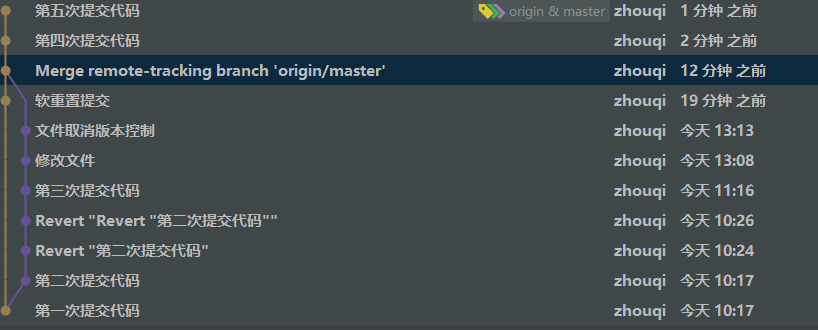 第五次提交代码 origin & master zhouqi 1 分钟 之前
第四次提交代码 zhouqi 2 分钟 之前
Merge remote-tracking branch 'origin/master' zhouqi 12 分钟 之前
软重置提交 zhouqi 19 分钟 之前
文件取消版本控制 zhouqi 今天 13:13
修改文件 zhouqi 今天 13:08
第三次提交代码 zhouqi 今天 11:16
Revert "Revert "第二次提交代码"" zhouqi 今天 10:26
Revert "第二次提交代码" zhouqi 今天 10:24
第二次提交代码 zhouqi 今天 10:17
第一次提交代码 zhouqi 今天 10:17